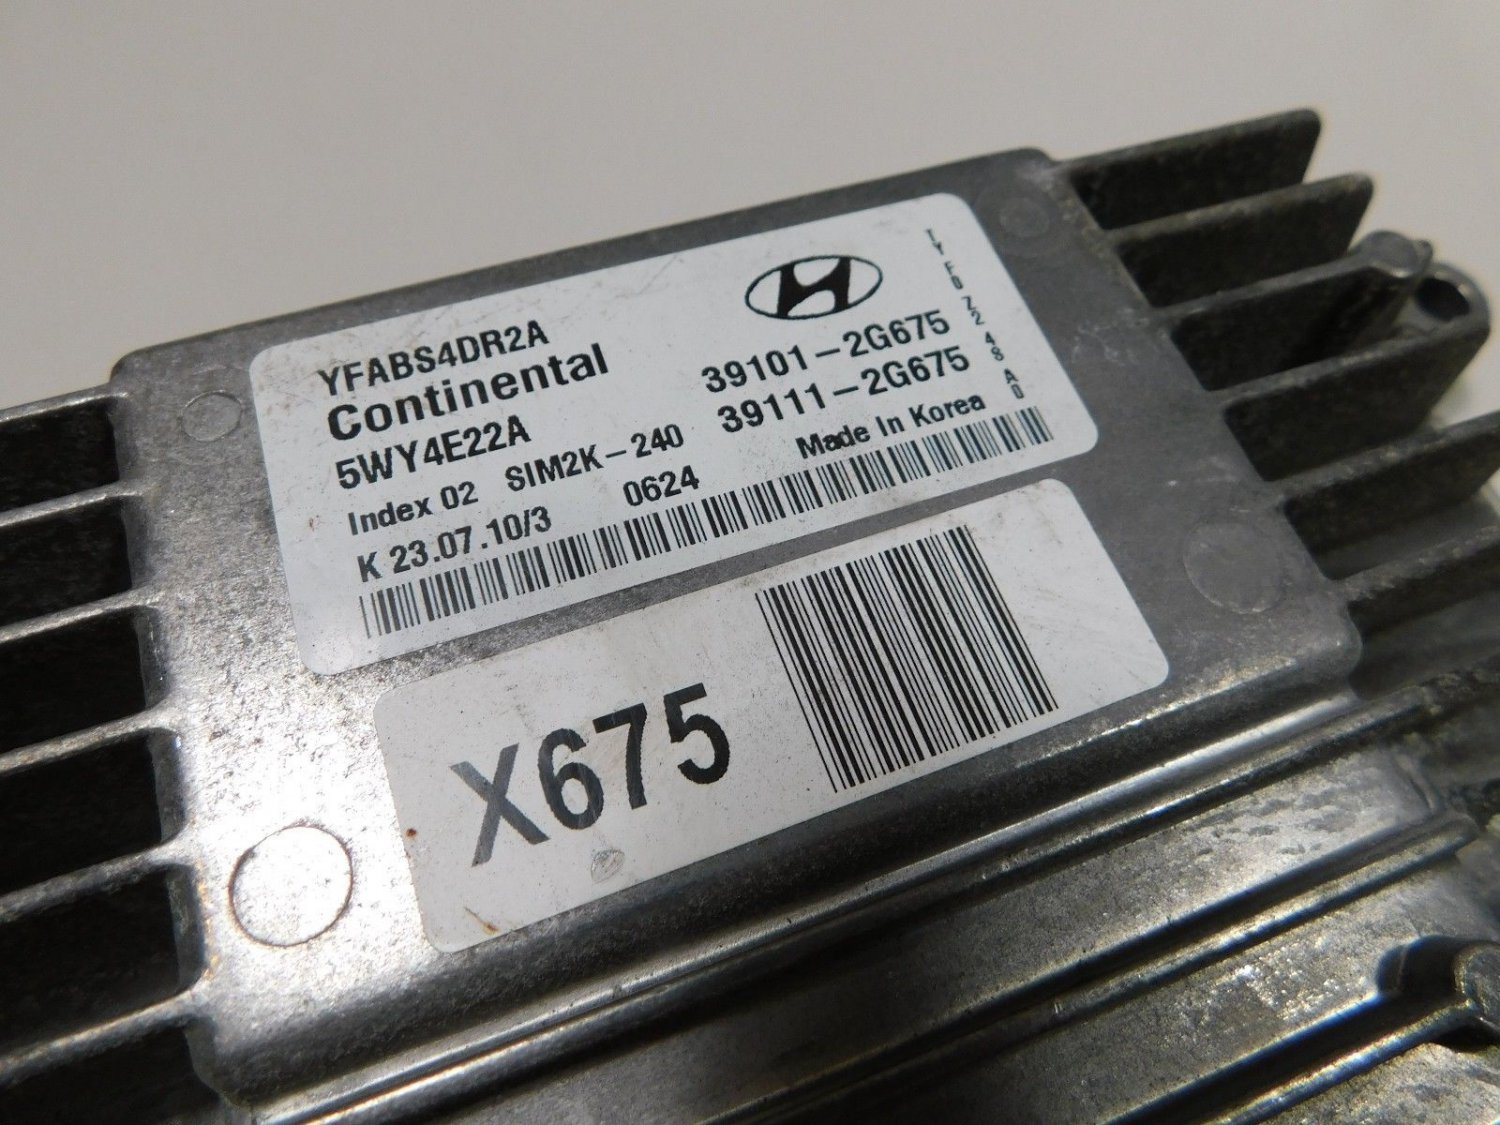 YFABS4DR2A
Continental
5WY4E22A
Index 02 SIM2K-240
K 23.07.10/3 0624
39101-2G675
39111-2G675
Made In Korea
X675